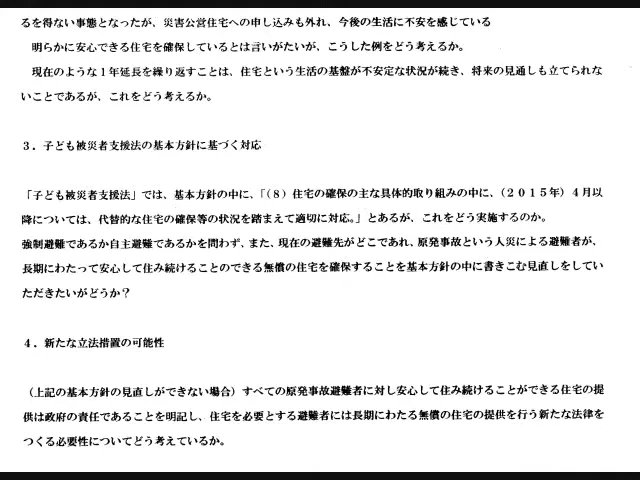 るを得ない事態となったが、災害公営住宅への申し込みも外れ、今後の生活に不安を感じている
明らかに安心できる住宅を確保しているとは言いがたいが、こうした例をどう考えるか。
現在のような１年延長を繰り返すことは、住宅という生活の基盤が不安定な状況が続き、将来の見通しも立てられな
いことであるが、これをどう考えるか。
３．子ども被災者支援法の基本方針に基づく対応
「子ども被災者支援法」では、基本方針の中に、「（８）住宅の確保の主な具体的取り組みの中に、（２０１５年）４月以
降については、代替的な住宅の確保等の状況を踏まえて適切に対応。」とあるが、これをどう実施するのか。
強制避難であるか自主避難であるかを問わず、また、現在の避難先がどこであれ、原発事故という人災による避難者が、
長期にわたって安心して住み続けることのできる無償の住宅を確保することを基本方針の中に書きこむ見直しをしてい
ただきたいがどうか？
４．新たな立法措置の可能性
（上記の基本方針の見直しができない場合）すべての原発事故避難者に対し安心して住み続けることができる住宅の提
供は政府の責任であることを明記し、住宅を必要とする避難者には長期にわたる無償の住宅の提供を行う新たな法律を
つくる必要性についてどう考えているか。